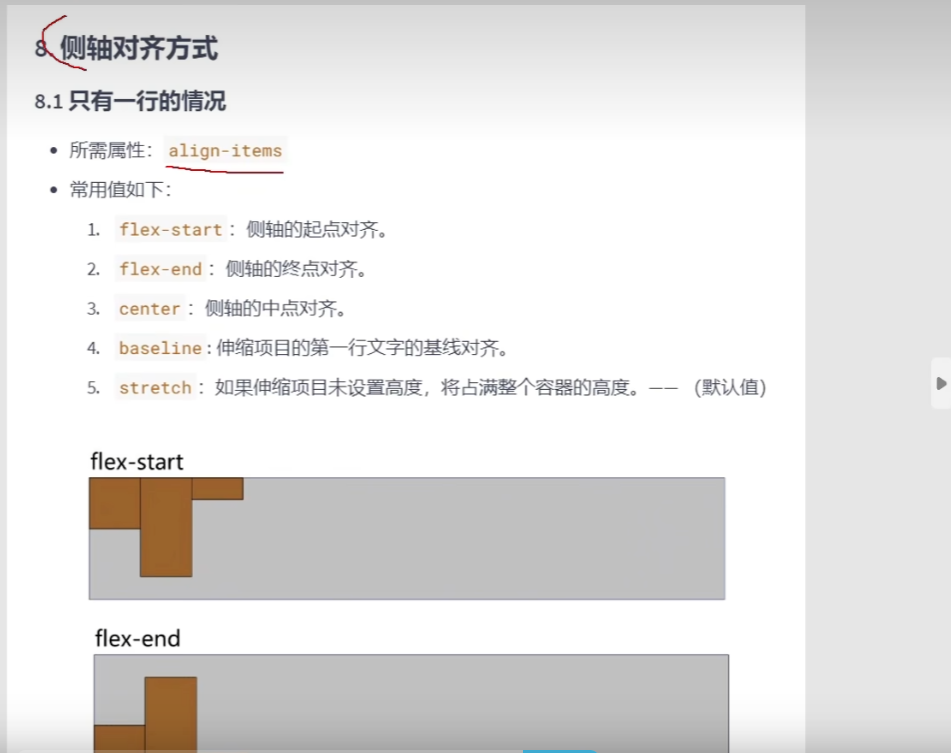 8. 侧轴对齐方式
8.1 只有一行的情况
• 所需属性: align-items
• 常用值如下:
1. flex-start: 侧轴的起点对齐。
2. flex-end: 侧轴的终点对齐。
3. center: 侧轴的中点对齐。
4. baseline: 伸缩项目的第一行文字的基线对齐。
5. stretch: 如果伸缩项目未设置高度，将占满整个容器的高度。—— （默认值）
flex-start
flex-end